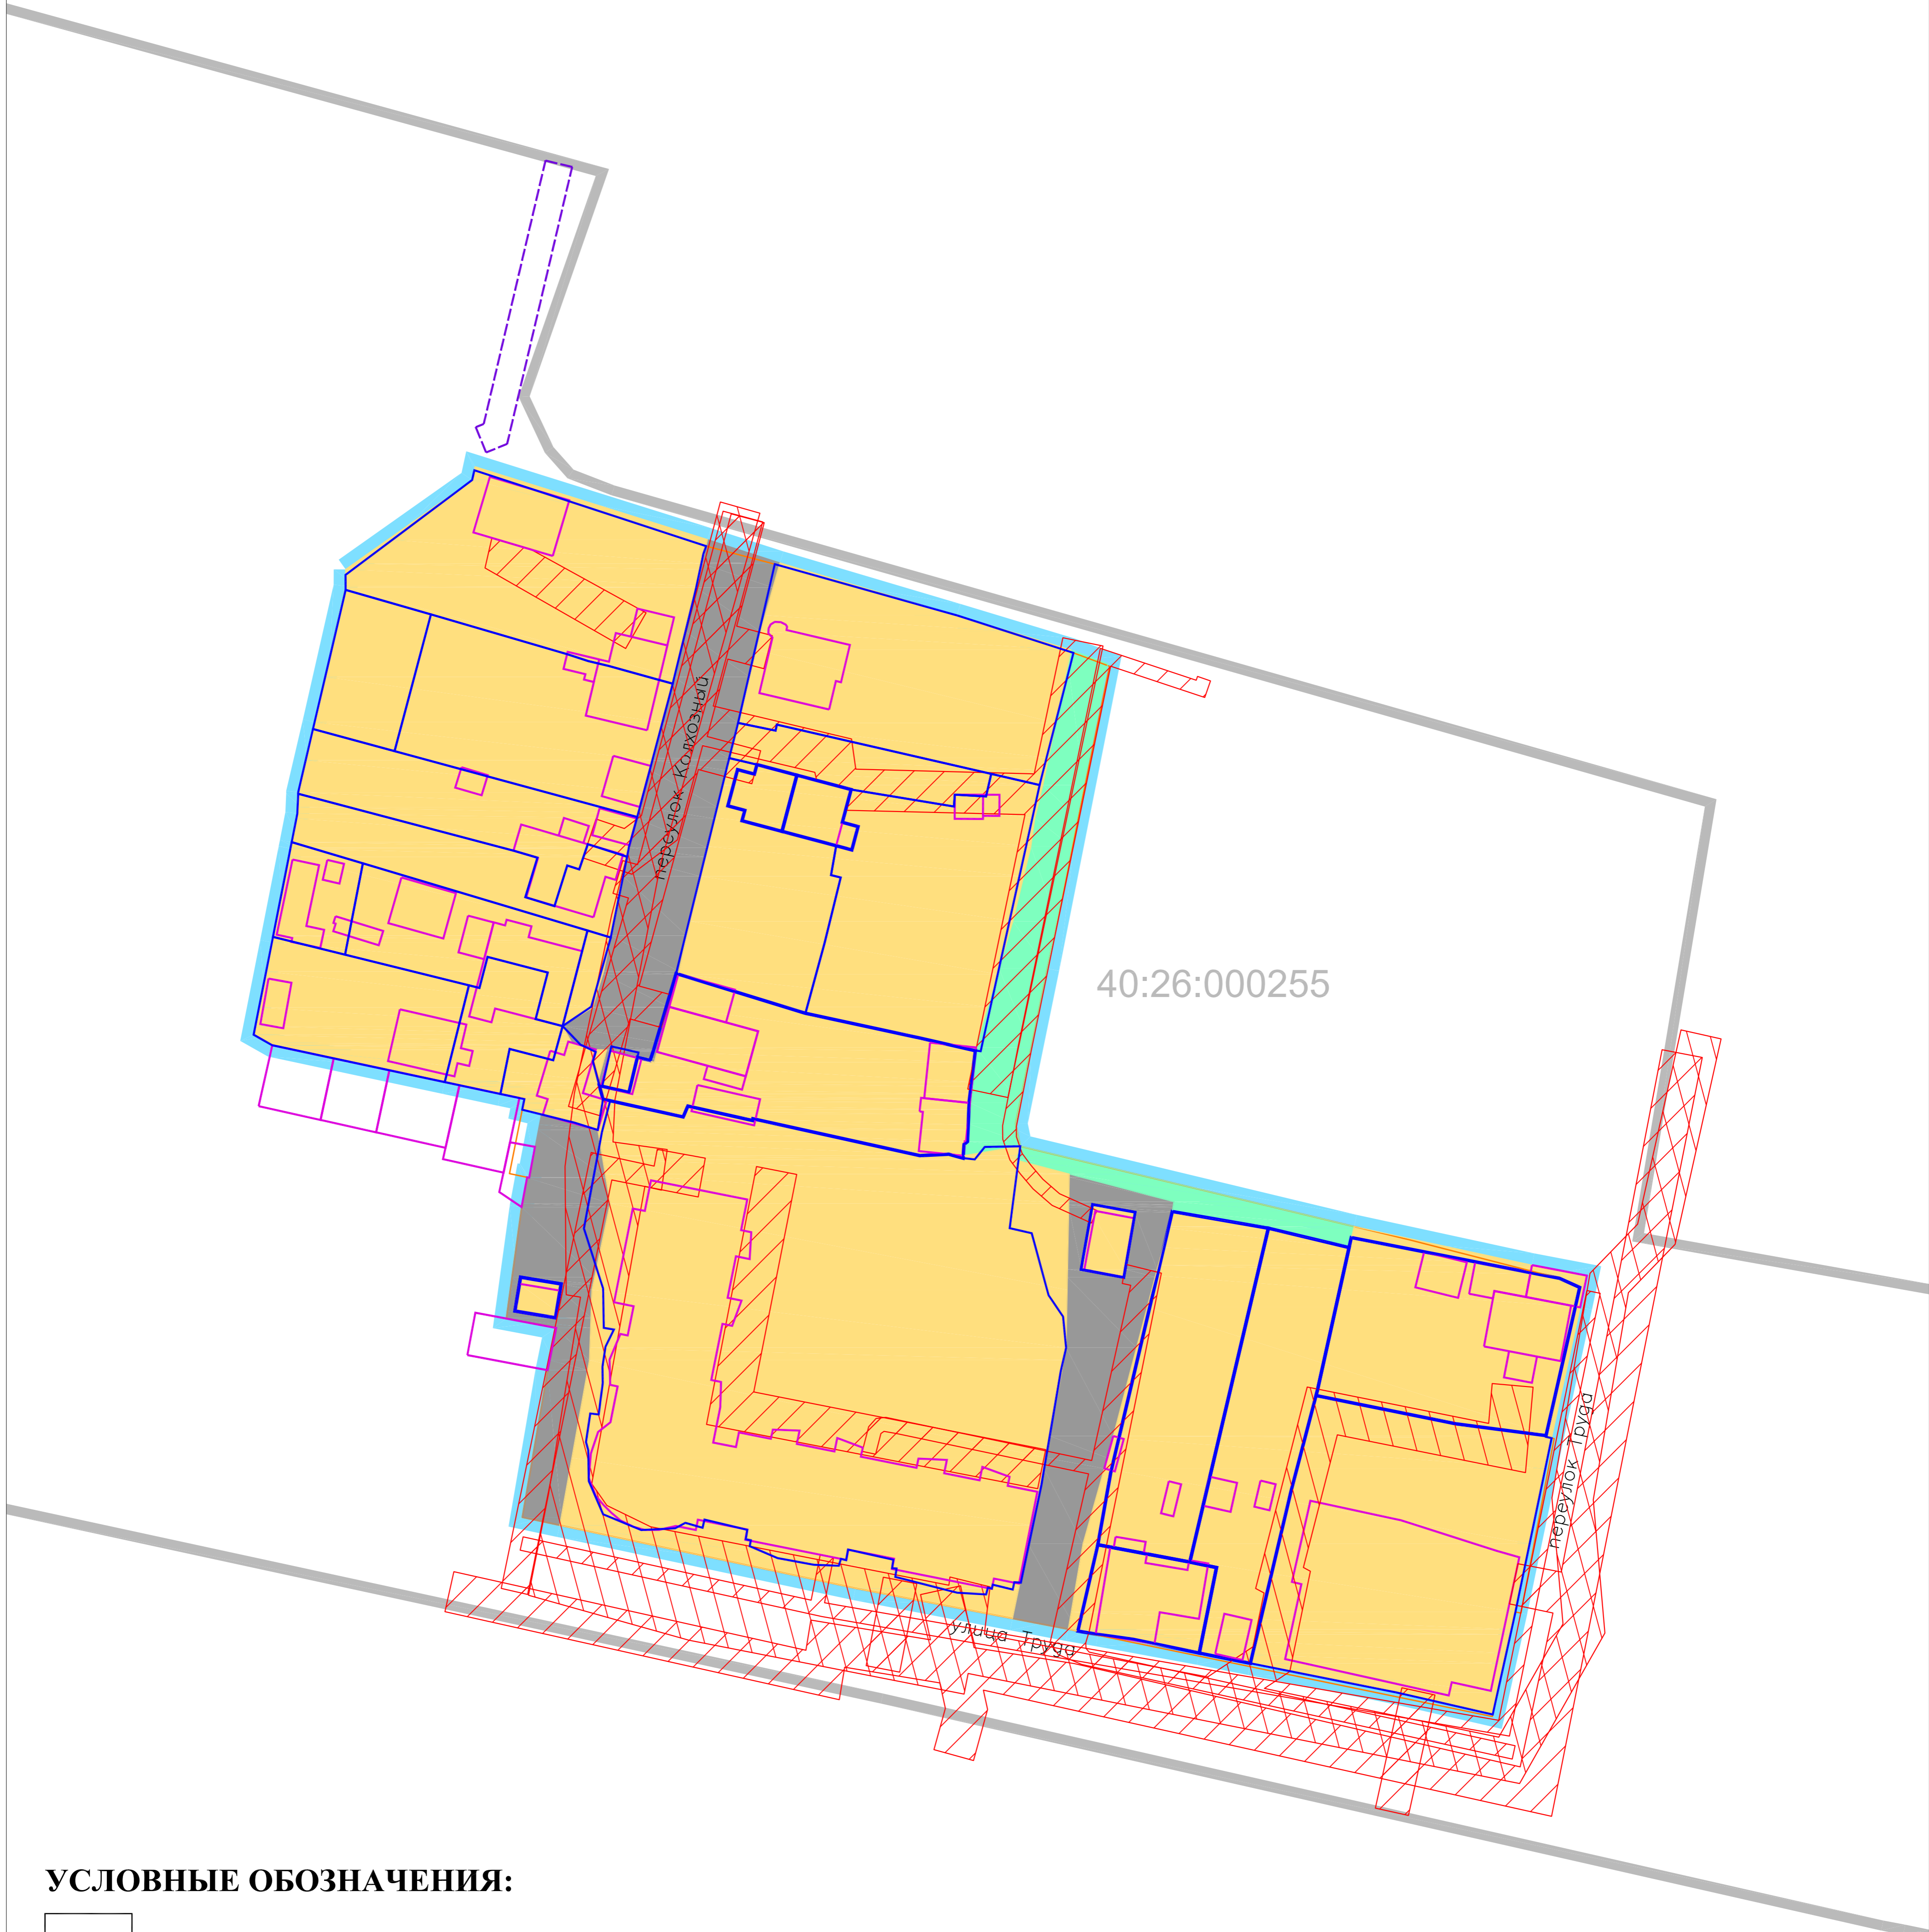 переулок Колхозный
40:26:000255
переулок Труда
улица Труда
УСЛОВНЫЕ ОБОЗНАЧЕНИЯ: